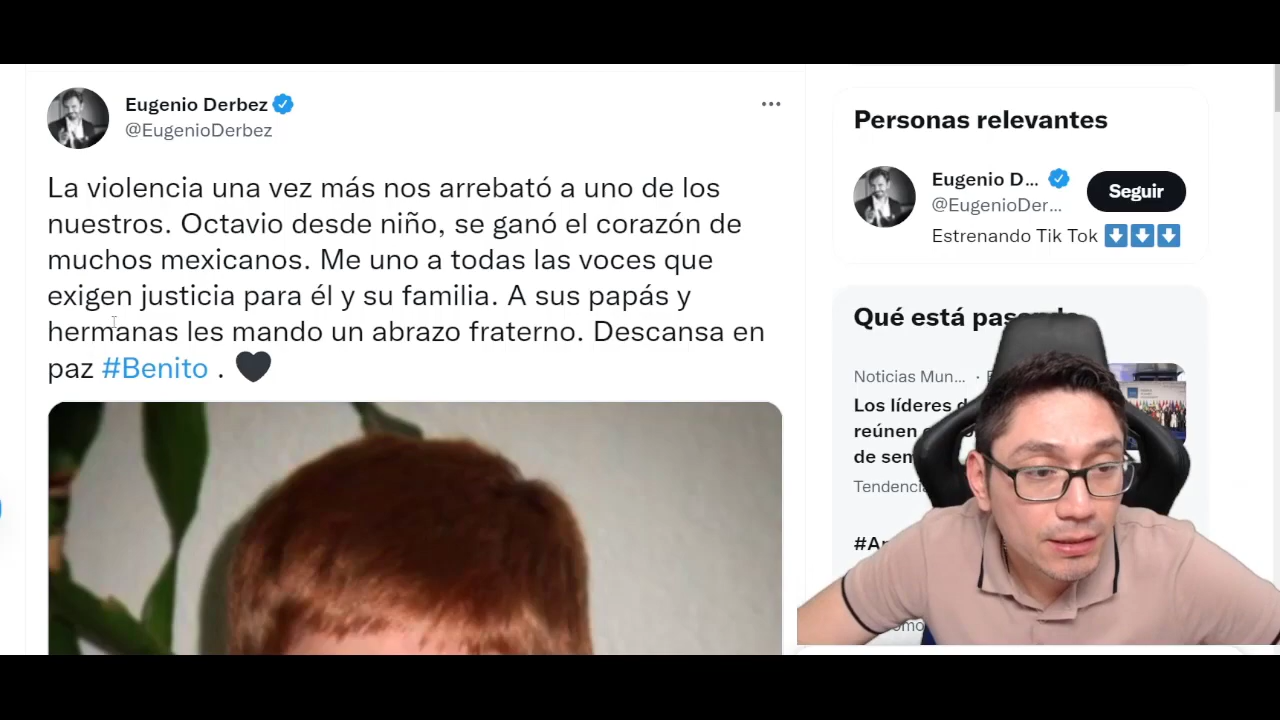 Eugenio Derbez
@EugenioDerbez
La violencia una vez más nos arrebató a uno de los
nuestros. Octavio desde niño, se ganó el corazón de
muchos mexicanos. Me uno a todas las voces que
exigen justicia para él y su familia. A sus papás y
hermanas les mando un abrazo fraterno. Descansa en
paz #Benito .
Personas relevantes
Eugenio D...
@EugenioDer...
Seguir
Estrenando Tik Tok
Qué está
Noticias Mun... ·
Los líderes
reúnen
de